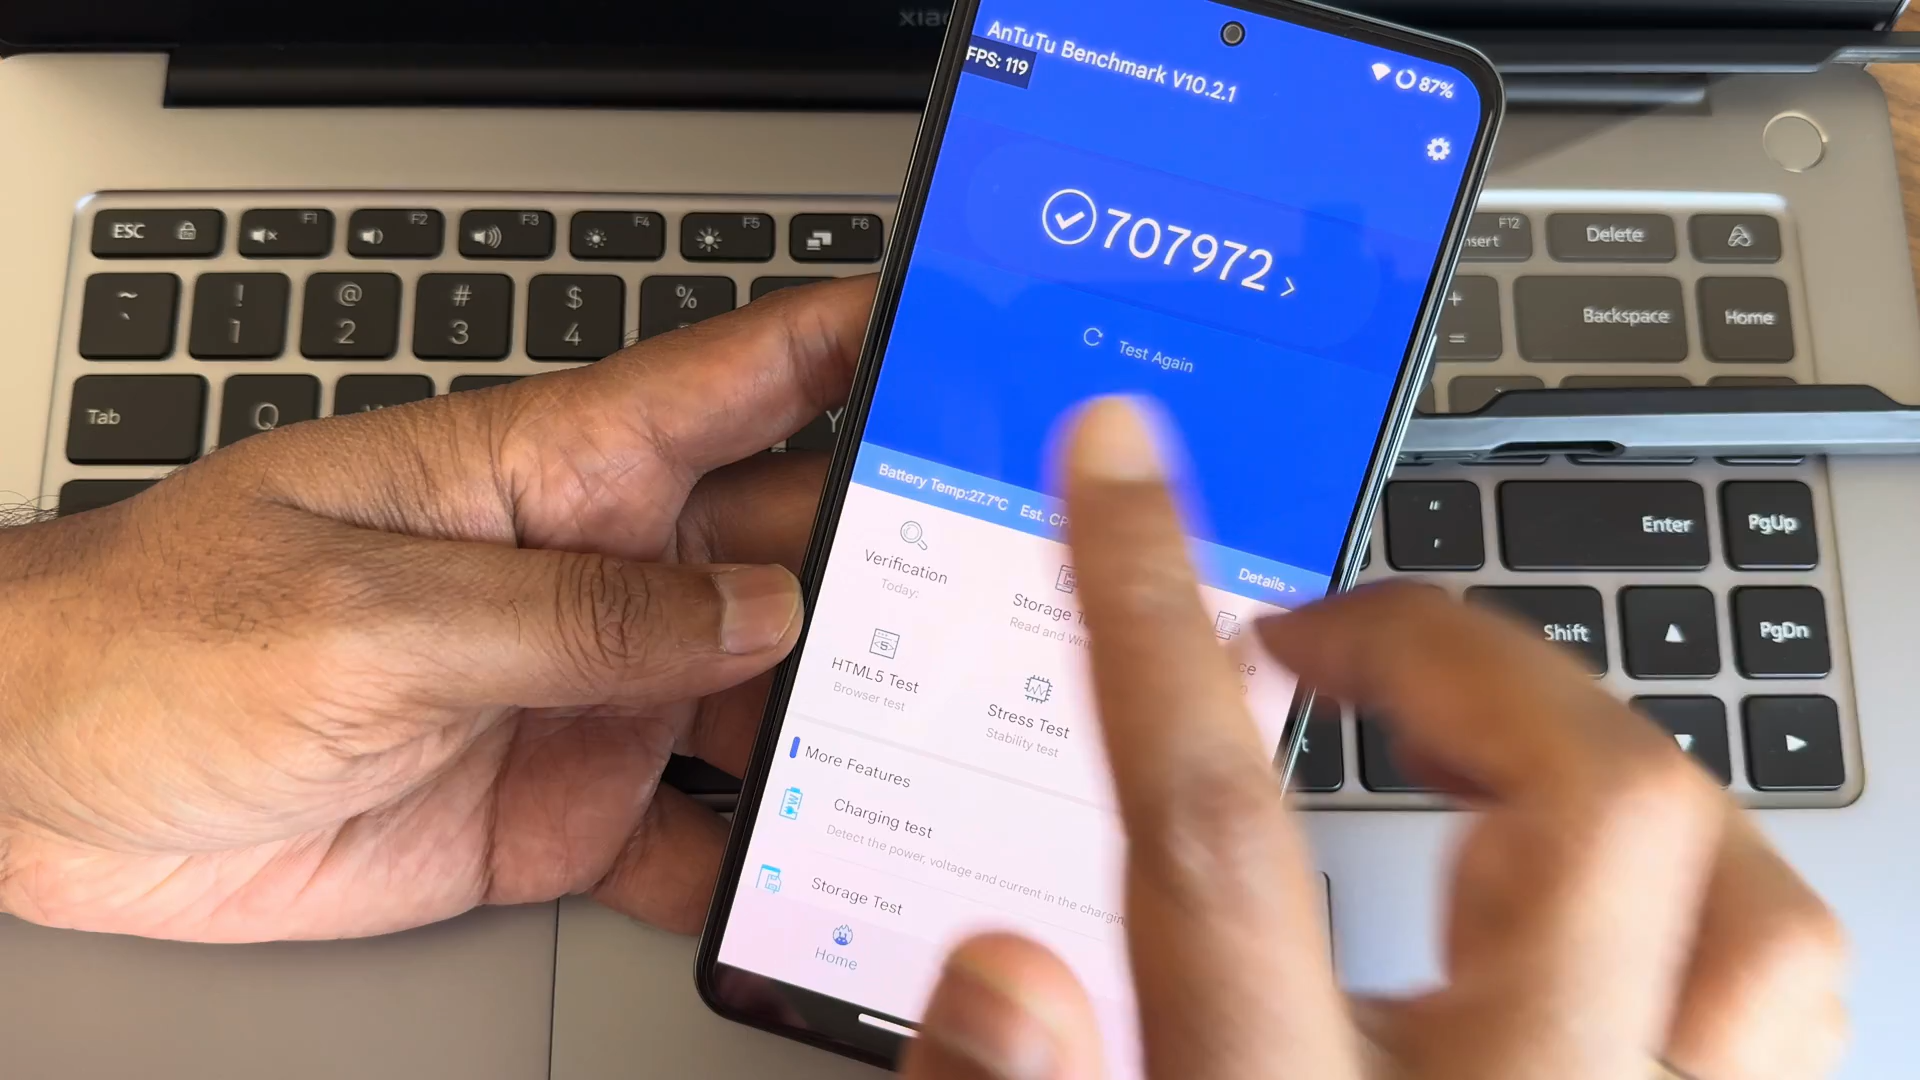 xiao
AnTuTu Benchmark V10.2.1
FPS: 119
87%
707972 >
Test Again
Battery Temp:27.7°C Est. CP
Details >
Verification
Today:
Storage T
Read and Wri
HTML5 Test
Browser test
Stress Test
Stability test
More Features
Charging test
Detect the power, voltage and current in the chargin
Storage Test
Home
ESC
F1
F2
F3
F4
F5
F6
F12
nsert
Delete
~
!
1
@
2
#
3
$
4
%
+
=
Backspace
Home
Tab
Q
Y
"
'
Enter
PgUp
Shift
PgDn